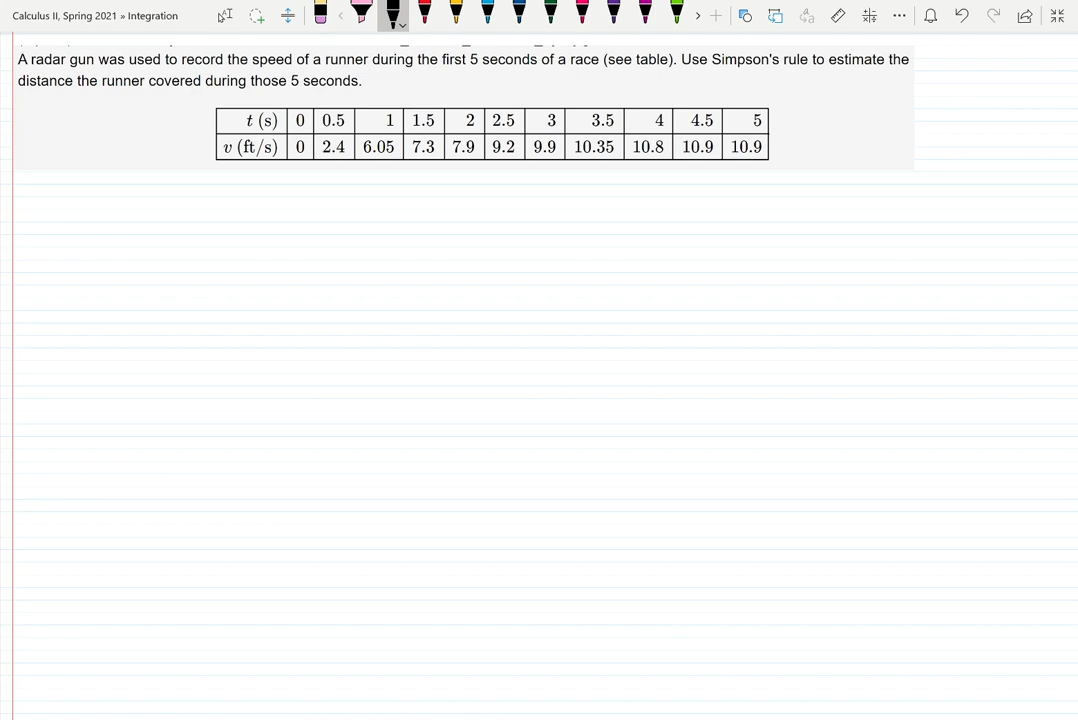 Calculus II, Spring 2021 » Integration
A radar gun was used to record the speed of a runner during the first 5 seconds of a race (see table). Use Simpson's rule to estimate the
distance the runner covered during those 5 seconds.
t (s) 0 0.5 1 1.5 2 2.5 3 3.5 4 4.5 5
v (ft/s) 0 2.4 6.05 7.3 7.9 9.2 9.9 10.35 10.8 10.9 10.9